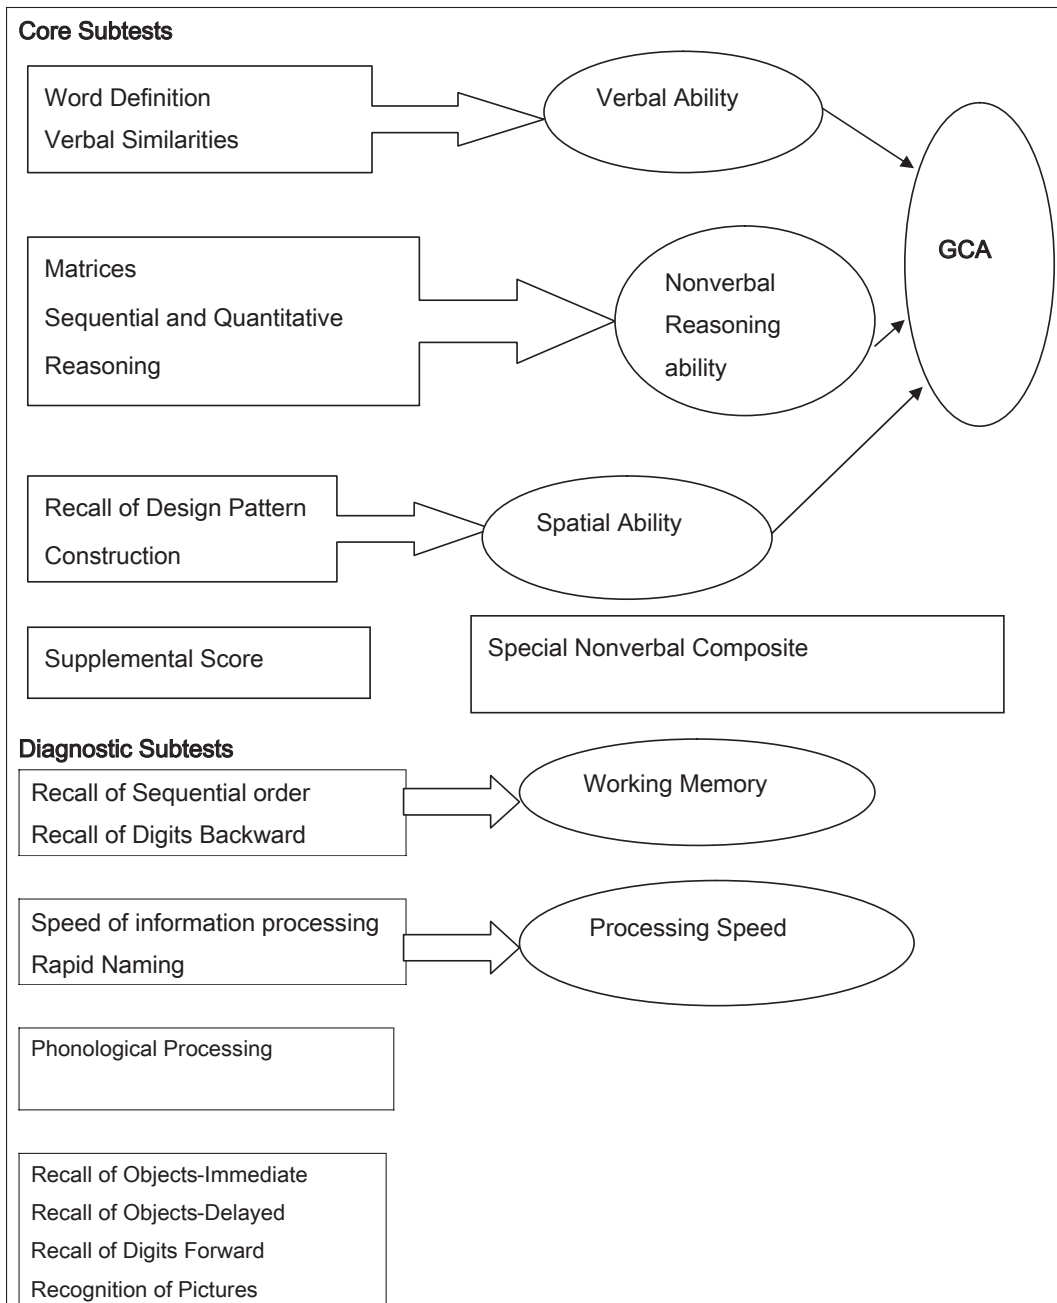 Core Subtests
Word Definition
Verbal Similarities
Verbal Ability
GCA
Matrices
Sequential and Quantitative
Reasoning
Nonverbal
Reasoning
ability
Recall of Design Pattern
Construction
Spatial Ability
Supplemental Score
Special Nonverbal Composite
Diagnostic Subtests
Recall of Sequential order
Recall of Digits Backward
Working Memory
Speed of information processing
Rapid Naming
Processing Speed
Phonological Processing
Recall of Objects-Immediate
Recall of Objects-Delayed
Recall of Digits Forward
Recognition of Pictures